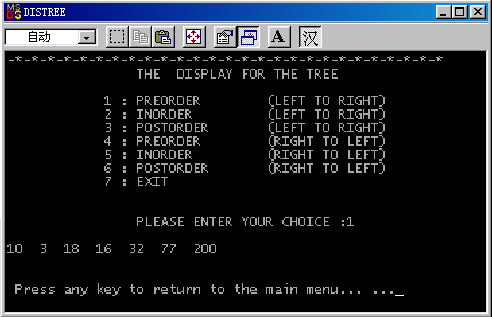 DISTREE
自动
A
汉
-*-*-*-*-*-*-*-*-*-*-*-*-*-*-*-*-*-*-*-*-*-*-*-*-*-*-*
THE DISPLAY FOR THE TREE
1 : PREORDER (LEFT TO RIGHT)
2 : INORDER (LEFT TO RIGHT)
3 : POSTORDER (LEFT TO RIGHT)
4 : PREORDER (RIGHT TO LEFT)
5 : INORDER (RIGHT TO LEFT)
6 : POSTORDER (RIGHT TO LEFT)
7 : EXIT
PLEASE ENTER YOUR CHOICE :1
10 3 18 16 32 77 200
Press any key to return to the main menu... ..._